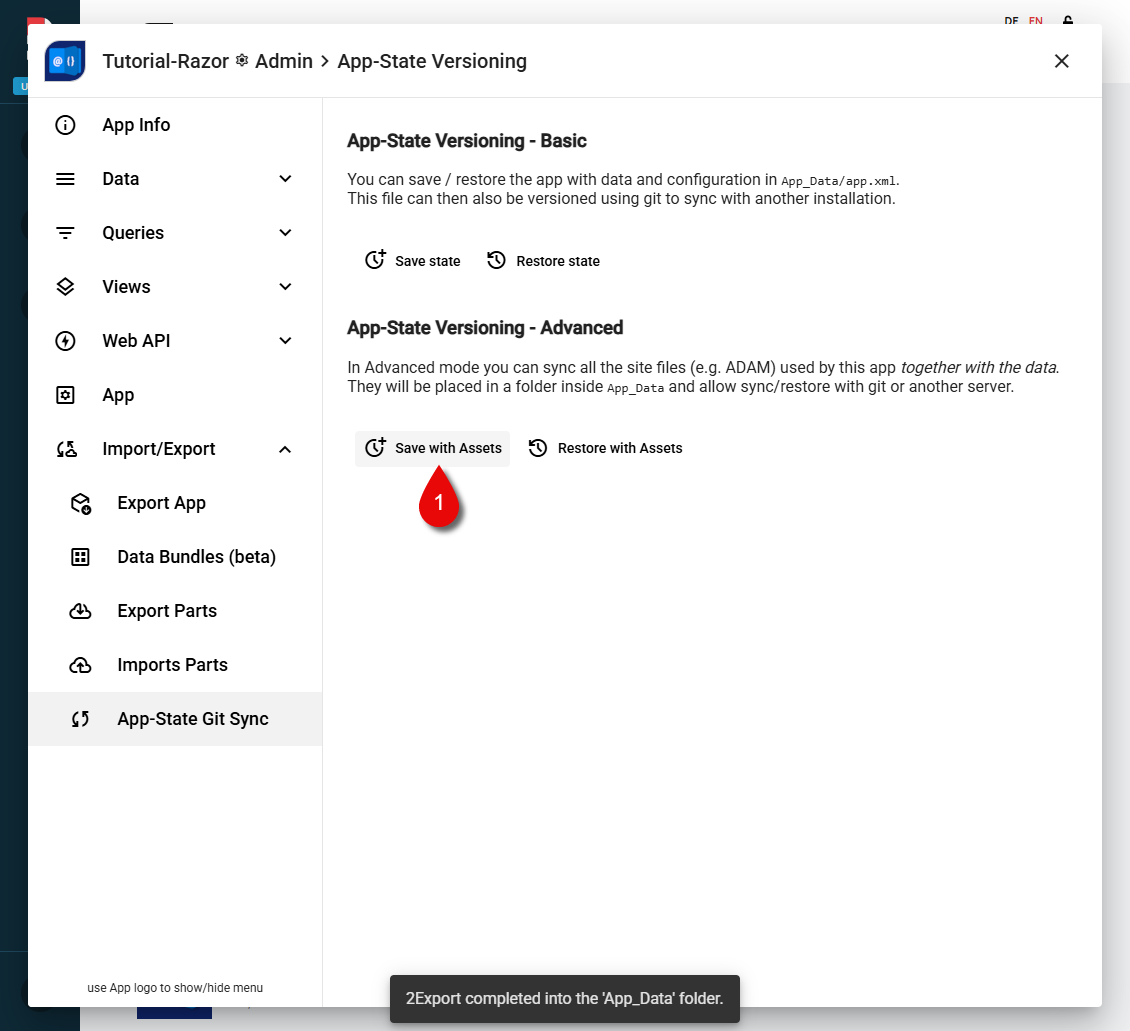 DE EN
U
@ ()
Tutorial-Razor Admin > App-State Versioning
App Info
Data
Queries
Views
Web API
App
Import/Export
Export App
Data Bundles (beta)
Export Parts
Imports Parts
App-State Git Sync
use App logo to show/hide menu
App-State Versioning - Basic
You can save / restore the app with data and configuration in App_Data/app.xml.
This file can then also be versioned using git to sync with another installation.
Save state Restore state
App-State Versioning - Advanced
In Advanced mode you can sync all the site files (e.g. ADAM) used by this app together with the data.
They will be placed in a folder inside App_Data and allow sync/restore with git or another server.
Save with Assets Restore with Assets
1
2Export completed into the 'App_Data' folder.